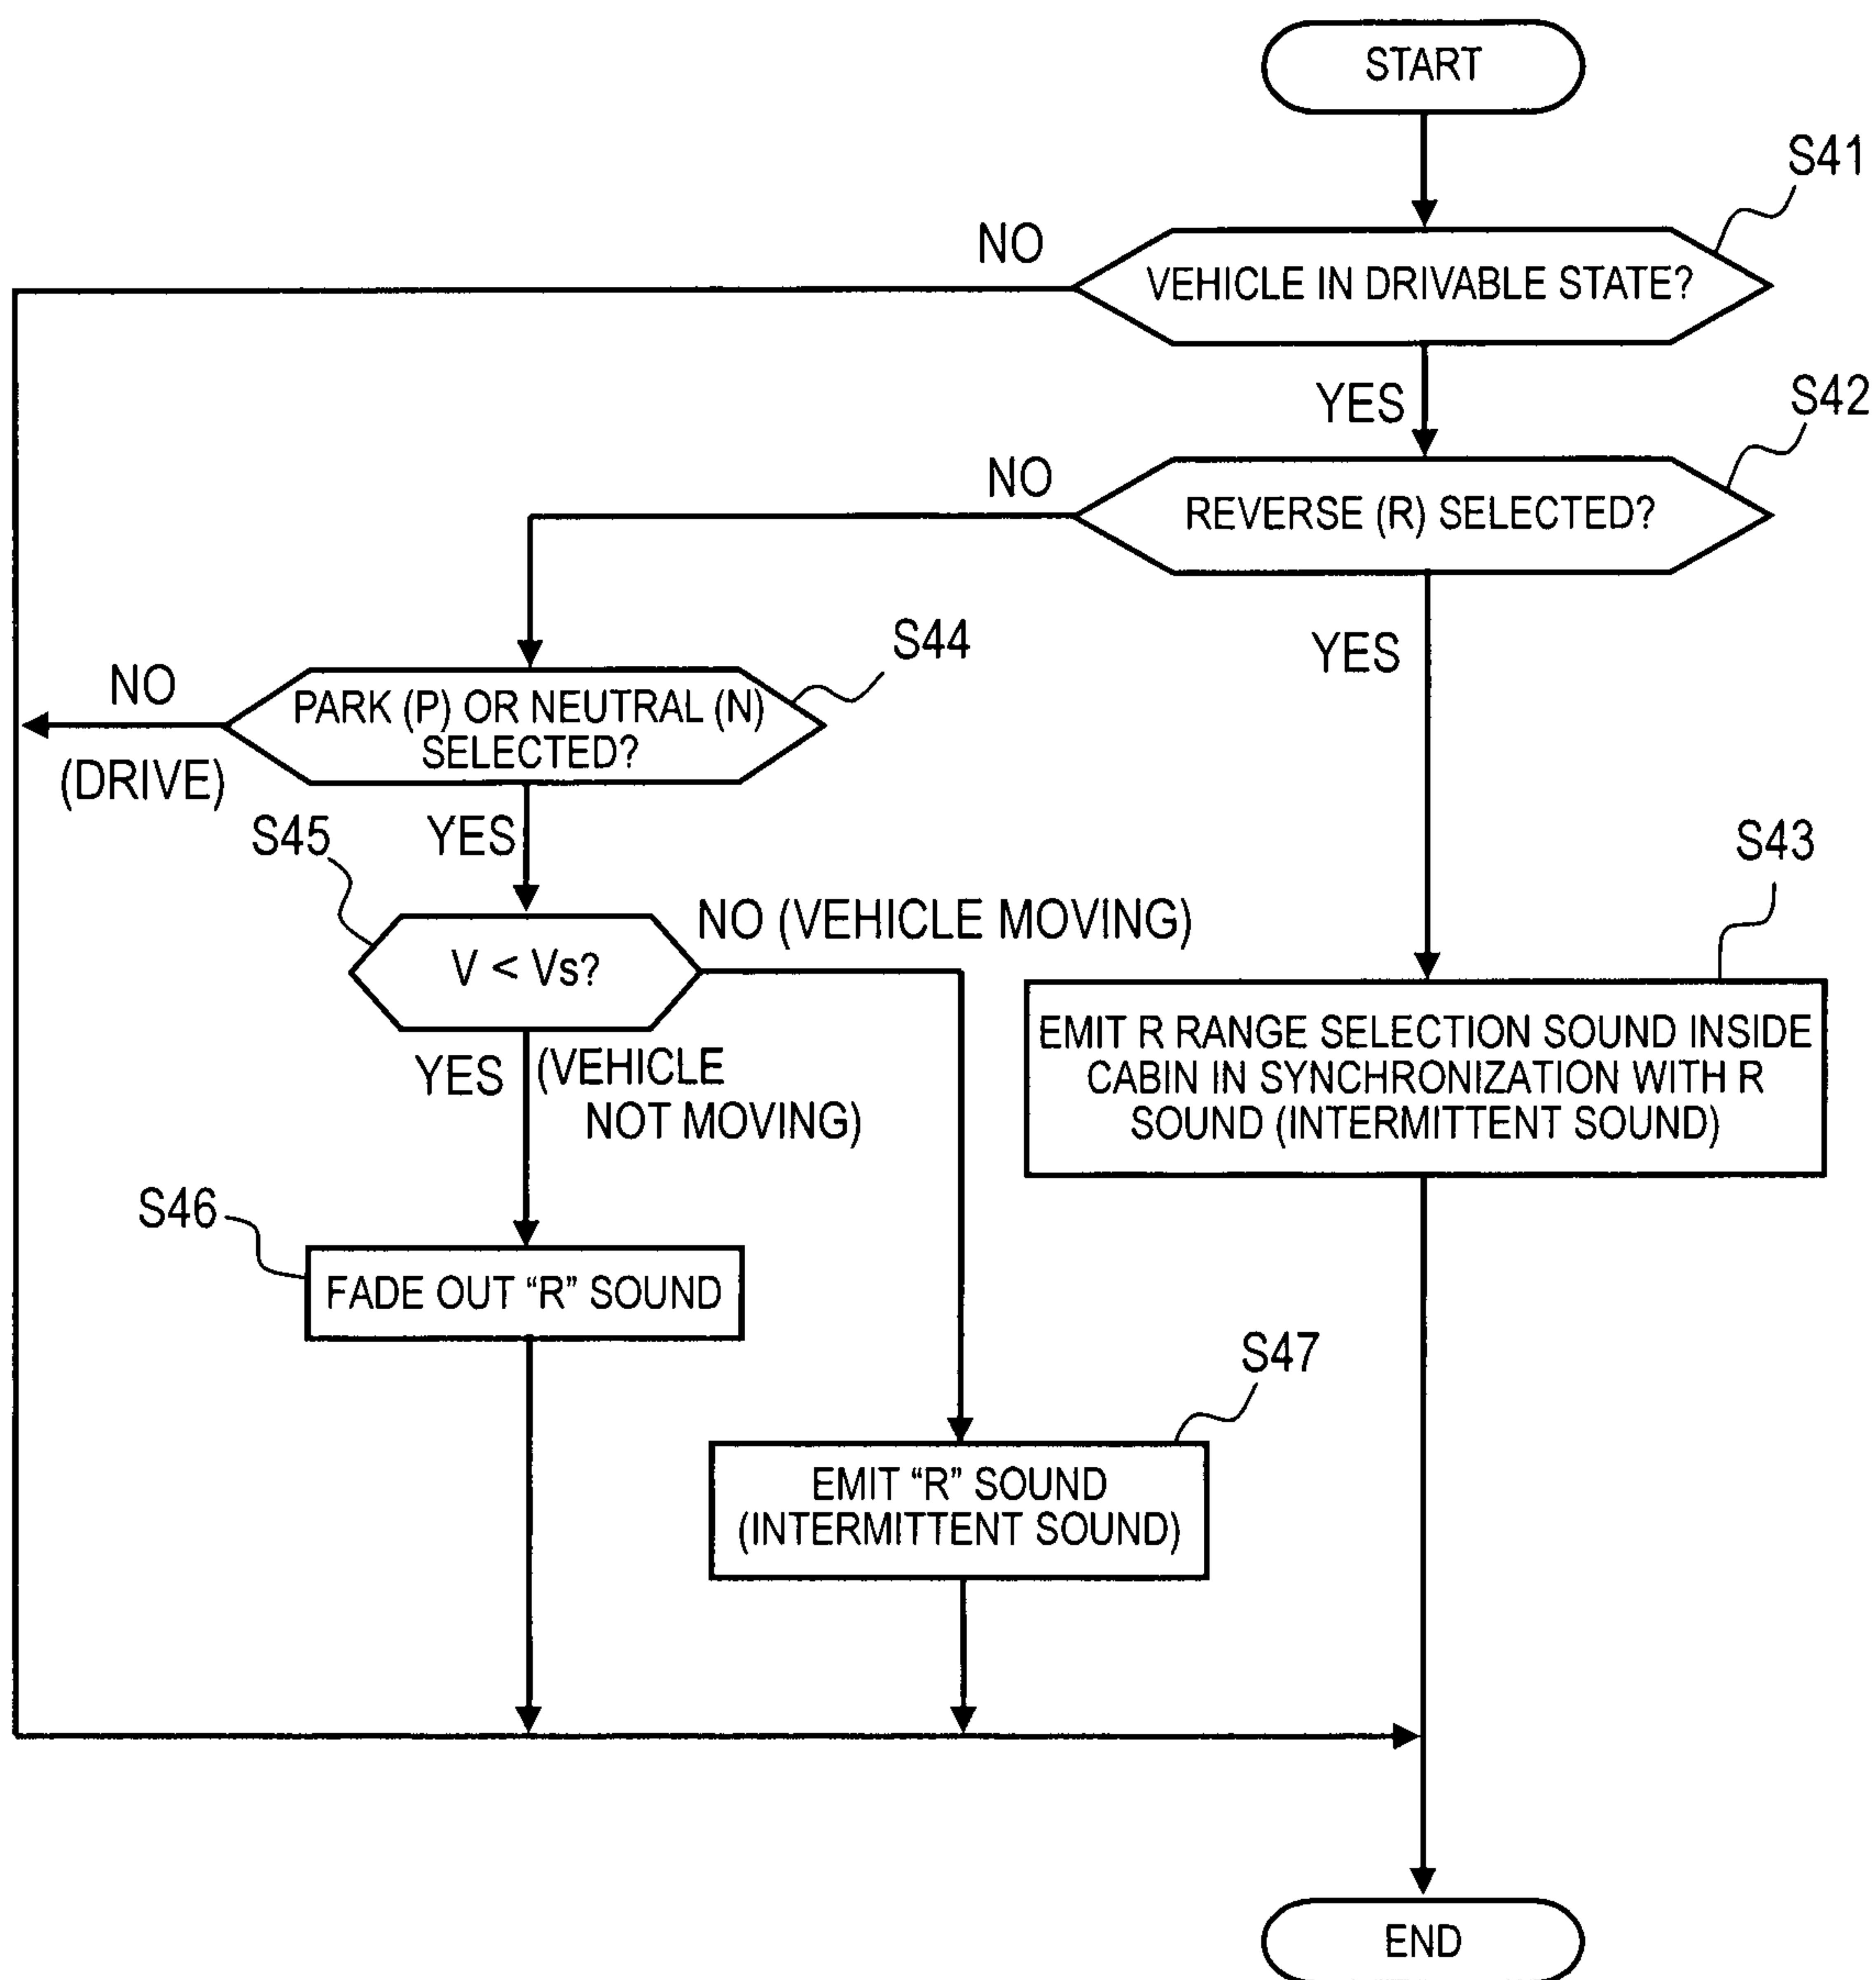 START
S41
NO
VEHICLE IN DRIVABLE STATE?
YES
S42
NO
REVERSE (R) SELECTED?
S44
YES
NO
PARK (P) OR NEUTRAL (N)
SELECTED?
(DRIVE)
S45
YES
S43
NO (VEHICLE MOVING)
V < Vs?
EMIT R RANGE SELECTION SOUND INSIDE
CABIN IN SYNCHRONIZATION WITH R
SOUND (INTERMITTENT SOUND)
YES
(VEHICLE
NOT MOVING)
S46
FADE OUT “R” SOUND
S47
EMIT “R” SOUND
(INTERMITTENT SOUND)
END